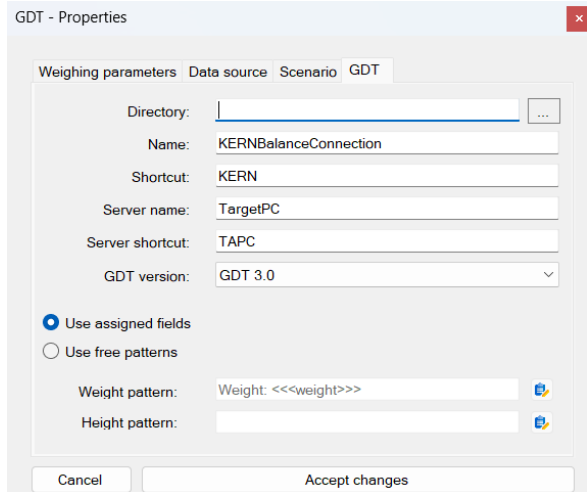 GDT - Properties
Weighing parameters Data source Scenario GDT
Directory: ...
Name: KERNBalanceConnection
Shortcut: KERN
Server name: TargetPC
Server shortcut: TAPC
GDT version: GDT 3.0
Use assigned fields
Use free patterns
Weight pattern: Weight: <<<weight>>>
Height pattern:
Cancel Accept changes